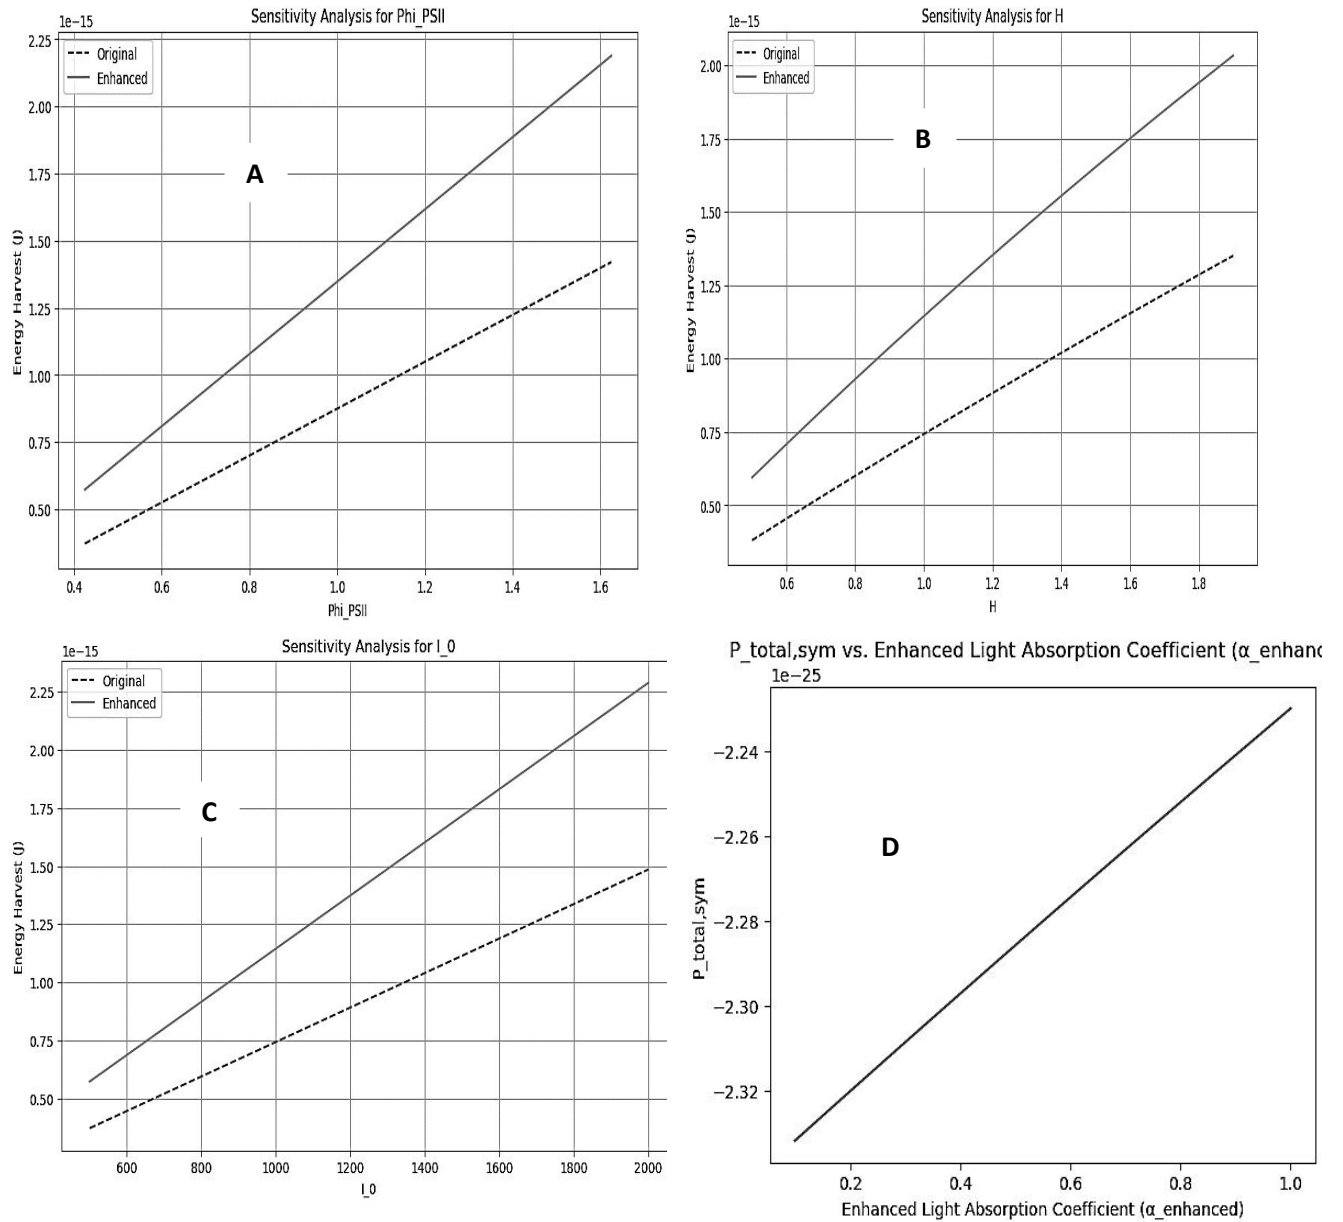 Sensitivity Analysis for Phi_PSII
1e−15
2.25
2.00
1.75
1.50
1.25
1.00
0.75
0.50
Energy Harvest (J)
Original
Enhanced
A
0.4 0.6 0.8 1.0 1.2 1.4 1.6
Phi_PSII
Sensitivity Analysis for H
1e−15
2.00
1.75
1.50
1.25
1.00
0.75
0.50
Energy Harvest (J)
Original
Enhanced
B
0.6 0.8 1.0 1.2 1.4 1.6 1.8
H
Sensitivity Analysis for I_0
1e−15
2.25
2.00
1.75
1.50
1.25
1.00
0.75
0.50
Energy Harvest (J)
Original
Enhanced
C
600 800 1000 1200 1400 1600 1800 2000
I_0
P_total,sym vs. Enhanced Light Absorption Coefficient (α_enhanc
1e−25
−2.24
−2.26
−2.28
−2.30
−2.32
P_total,sym
D
0.2 0.4 0.6 0.8 1.0
Enhanced Light Absorption Coefficient (α_enhanced)